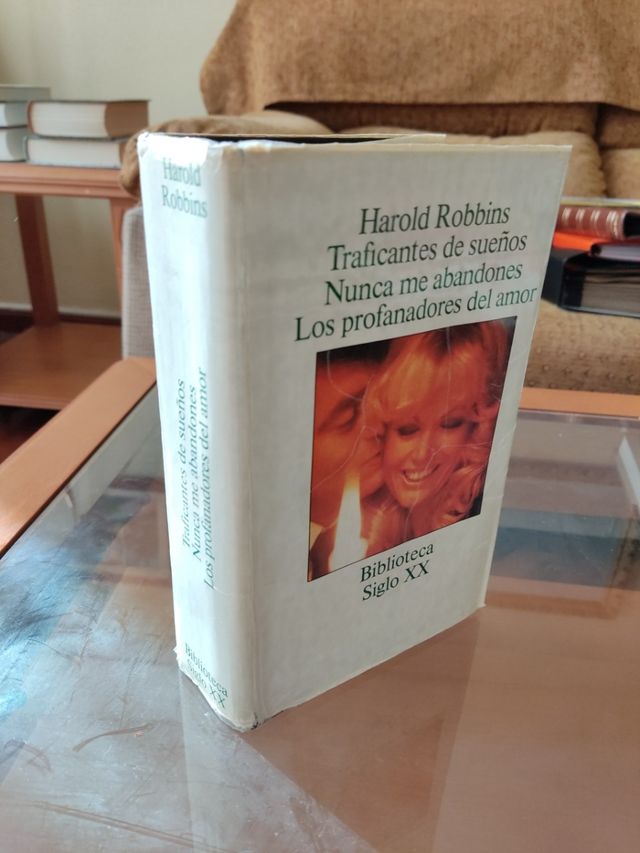 Harold
Robbins
Traficantes de sueños
Nunca me abandones
Los profanadores del amor
Biblioteca
Siglo XX
Harold Robbins
Traficantes de sueños
Nunca me abandones
Los profanadores del amor
Biblioteca
Siglo XX